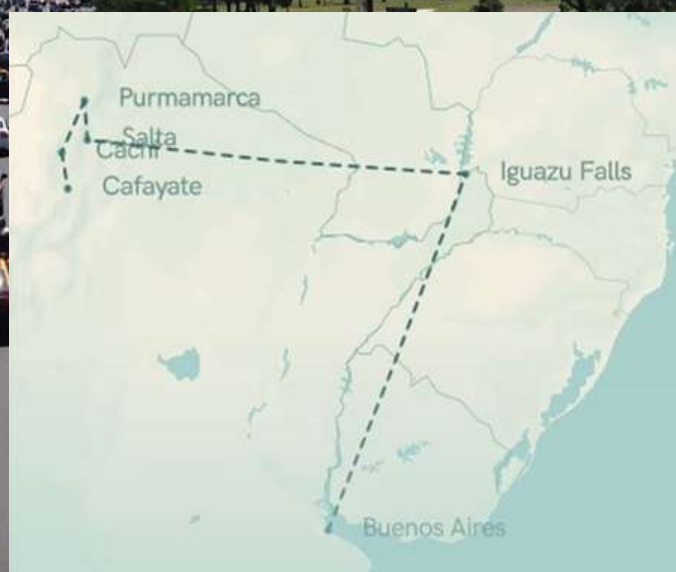 Purmamarca
Salta
Cachi
Cafayate
Iguazu Falls
Buenos Aires